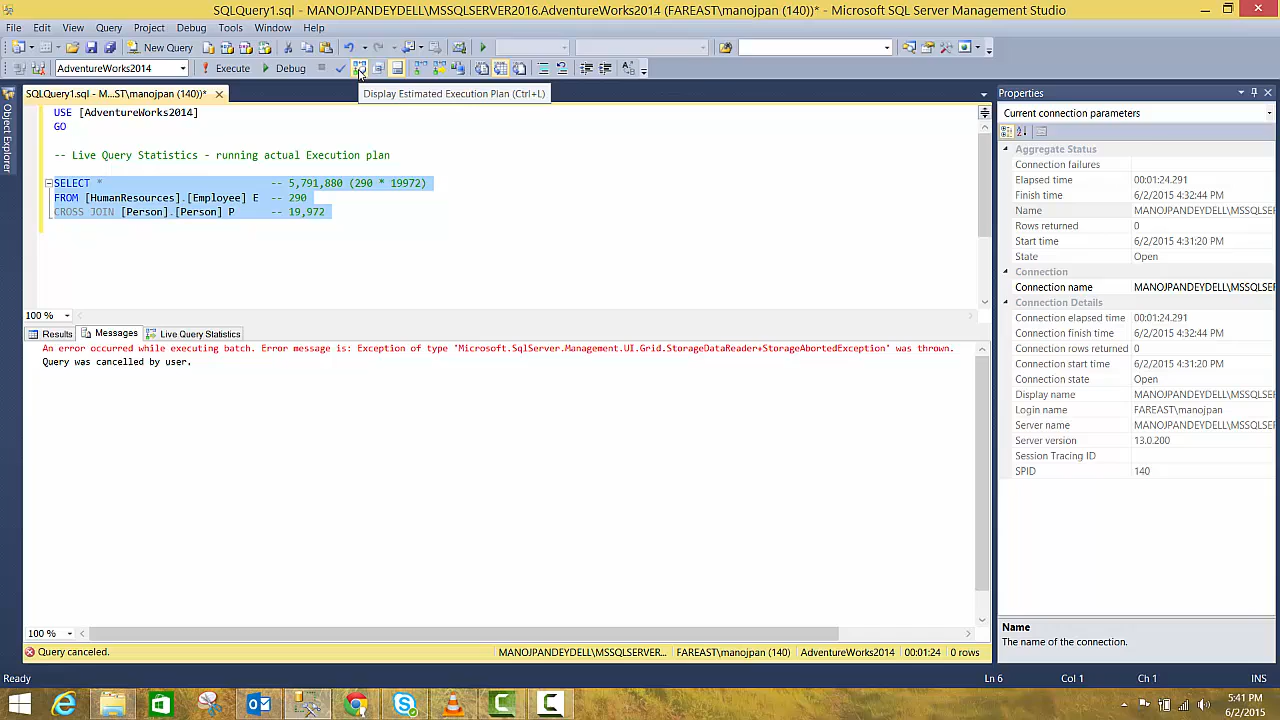 SQLQuery1.sql - MANOJPANDEYDELL\MSSQLSERVER2016.AdventureWorks2014 (FAREAST\manojpan (140))* - Microsoft SQL Server Management Studio
File Edit View Query Project Debug Tools Window Help
New Query
AdventureWorks2014 Execute Debug
SQLQuery1.sql - M...ST\manojpan (140))*
Display Estimated Execution Plan (Ctrl+L)
Object Explorer
USE [AdventureWorks2014]
GO
-- Live Query Statistics - running actual Execution plan
SELECT * -- 5,791,880 (290 * 19972)
FROM [HumanResources].[Employee] E -- 290
CROSS JOIN [Person].[Person] P -- 19,972
100 %
Results Messages Live Query Statistics
An error occurred while executing batch. Error message is: Exception of type "Microsoft.SqlServer.Management.UI.Grid.StorageDataReader+StorageAbortedException' was thrown.
Query was cancelled by user.
100 %
Query canceled. MANOJPANDEYDELL\MSSQLSERVER... FAREAST\manojpan (140) AdventureWorks2014 00:01:24 0 rows
Properties
Current connection parameters
Aggregate Status
Connection failures
Elapsed time 00:01:24.291
Finish time 6/2/2015 4:32:44 PM
Name MANOJPANDEYDELL\MSSQLSER
Rows returned 0
Start time 6/2/2015 4:31:20 PM
State Open
Connection
Connection name MANOJPANDEYDELL\MSSQLSER
Connection Details
Connection elapsed time 00:01:24.291
Connection finish time 6/2/2015 4:32:44 PM
Connection rows returned 0
Connection start time 6/2/2015 4:31:20 PM
Connection state Open
Display name MANOJPANDEYDELL\MSSQLSER
Login name FAREAST\manojpan
Server name MANOJPANDEYDELL\MSSQLSER
Server version 13.0.200
Session Tracing ID
SPID 140
Name
The name of the connection.
Ready Ln 6 Col 1 Ch 1 INS
5:41 PM
6/2/2015